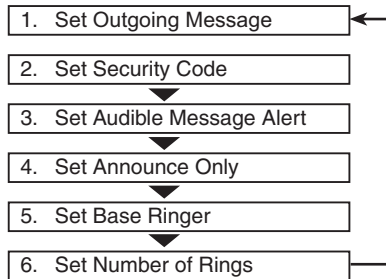 1. Set Outgoing Message
2. Set Security Code
3. Set Audible Message Alert
4. Set Announce Only
5. Set Base Ringer
6. Set Number of Rings